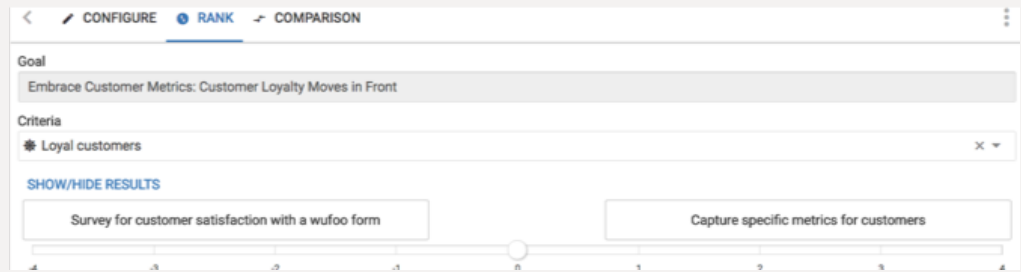 CONFIGURE RANK COMPARISON
Goal
Embrace Customer Metrics: Customer Loyalty Moves in Front
Criteria
Loyal customers
SHOW/HIDE RESULTS
Survey for customer satisfaction with a wufoo form Capture specific metrics for customers
-4 -3 -2 -1 0 1 2 3 4